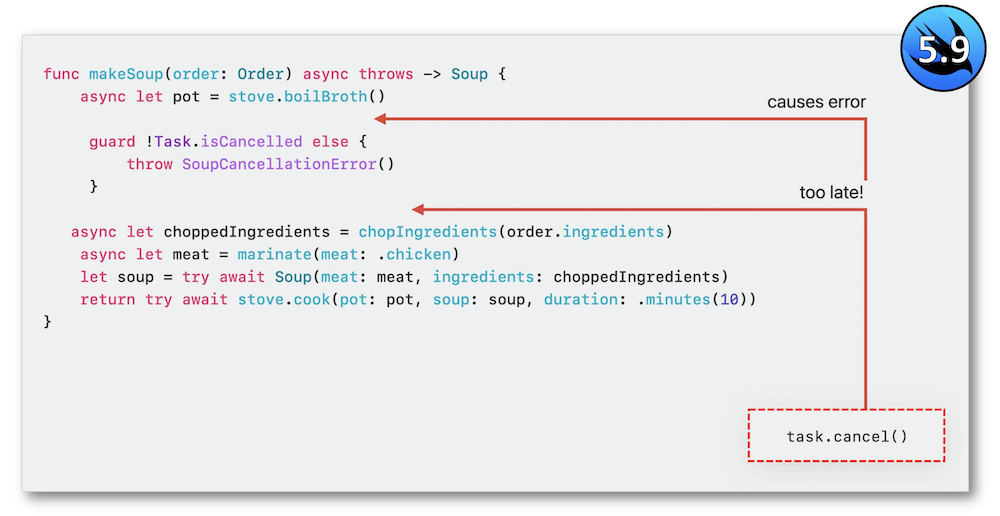 5.9
func makeSoup(order: Order) async throws -> Soup {
async let pot = stove.boilBroth()
causes error
guard !Task.isCancelled else {
throw SoupCancellationError()
}
too late!
async let choppedIngredients = chopIngredients(order.ingredients)
async let meat = marinate(meat: .chicken)
let soup = try await Soup(meat: meat, ingredients: choppedIngredients)
return try await stove.cook(pot: pot, soup: soup, duration: .minutes(10))
}
task.cancel()